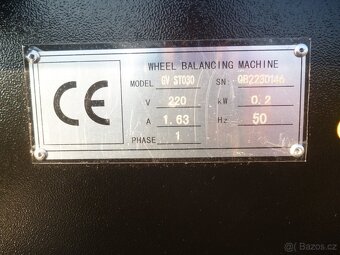 WHEEL BALANCING MACHINE
CE
MODEL GV ST030 SN: QB2230146
V 220 kW 0.2
A 1.63 Hz 50
PHASE 1
Bazos.cz